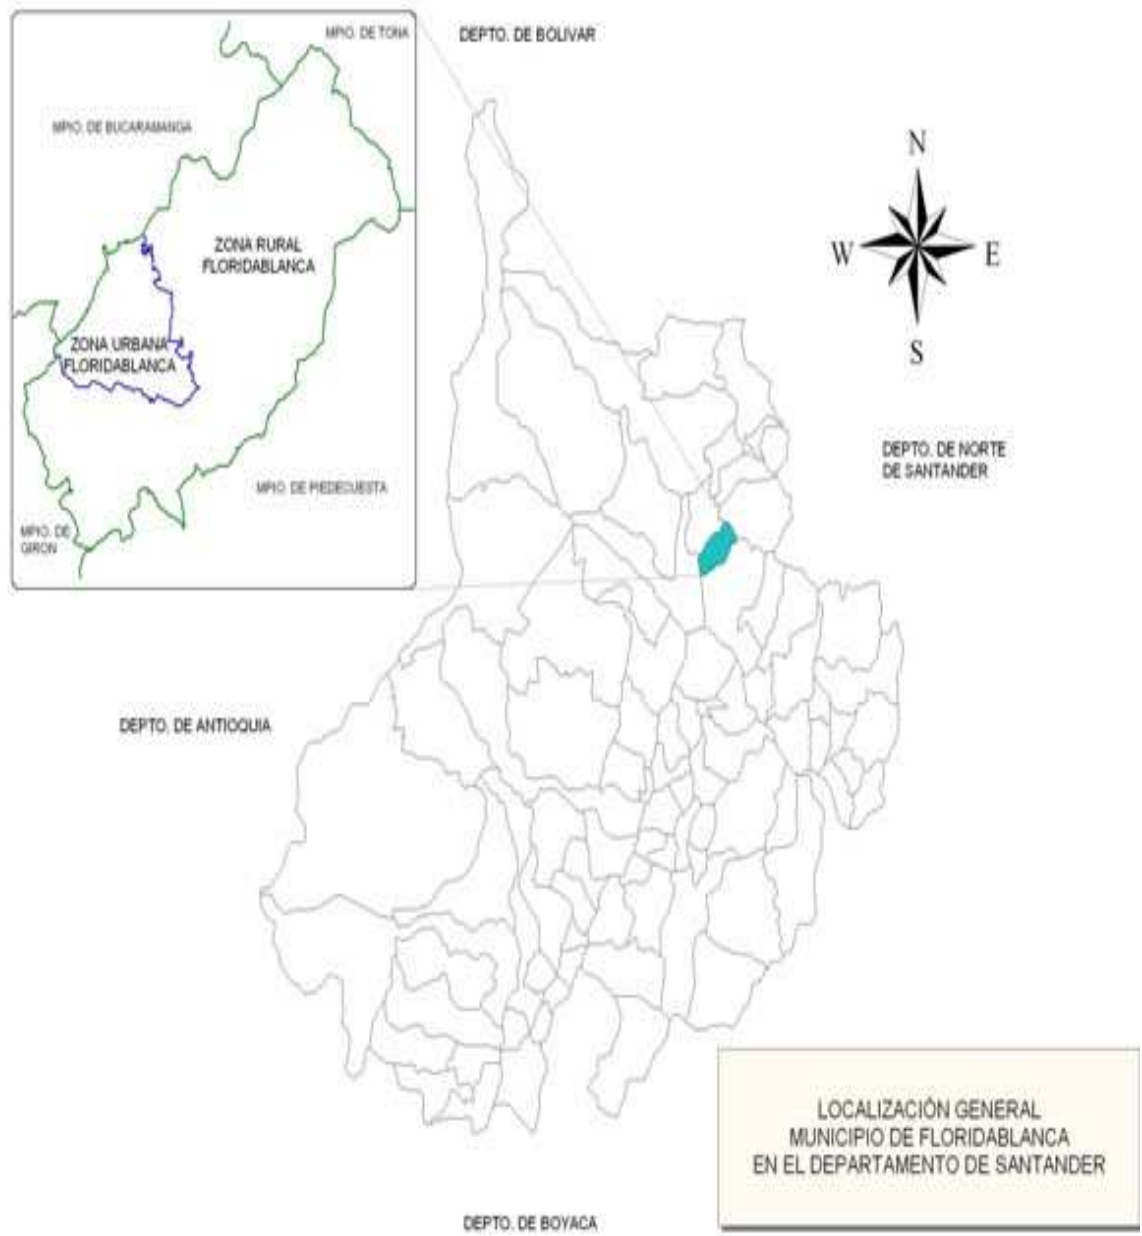 MPIO. DE TONA
DEPTO. DE BOLIVAR
MPIO. DE BUCARAMANGA
N
W
E
S
ZONA RURAL
FLORIDABLANCA
ZONA URBANA
FLORIDABLANCA
DEPTO. DE NORTE
DE SANTANDER
MPIO. DE PIEDECUESTA
MPIO. DE
GIRON
DEPTO. DE ANTIOQUIA
LOCALIZACIÓN GENERAL
MUNICIPIO DE FLORIDABLANCA
EN EL DEPARTAMENTO DE SANTANDER
DEPTO. DE BOYACA